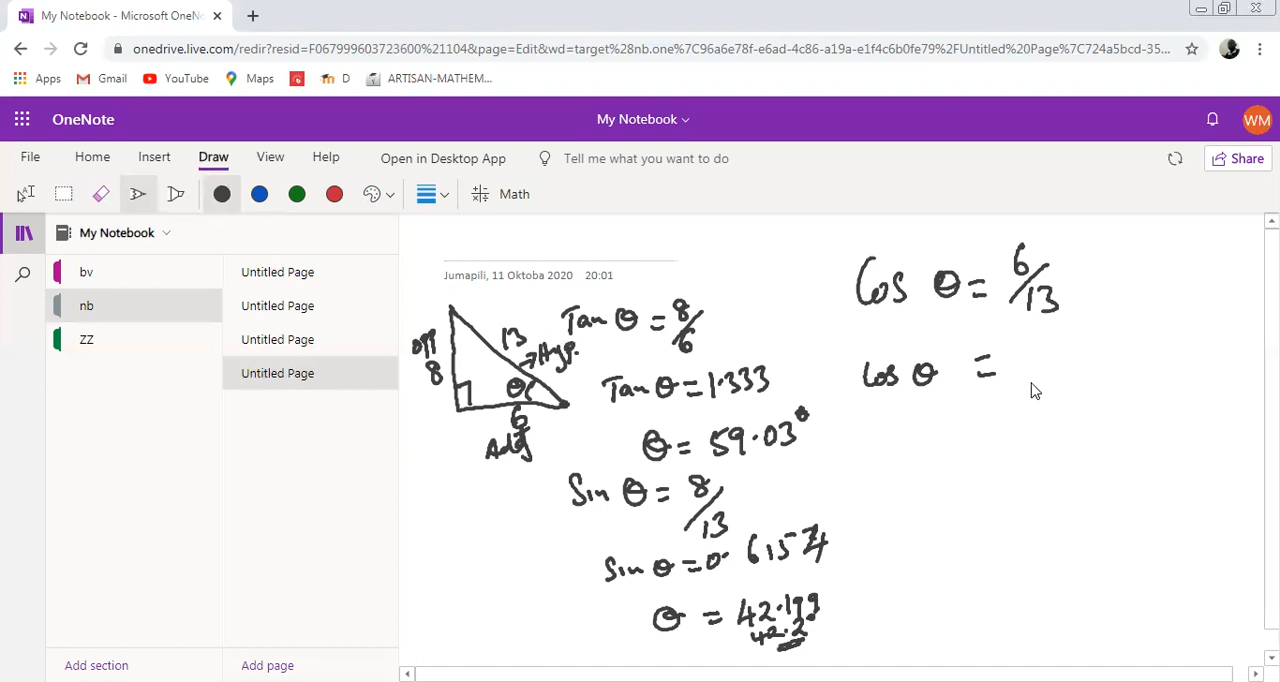 My Notebook - Microsoft OneNo
onedrive.live.com/redir?resid=F067999603723600%21104&page=Edit&wd=target%28nb.one%7C96a6e78f-e6ad-4c86-a19a-e1f4c6b0fe79%2FUntitled%20Page%7C724a5bcd-35...
Apps Gmail YouTube Maps D ARTISAN-MATHEM...
OneNote My Notebook WM
File Home Insert Draw View Help Open in Desktop App Tell me what you want to do Share
Math
My Notebook
bv Untitled Page
nb Untitled Page
ZZ Untitled Page
Untitled Page
Add section Add page
Jumapili, 11 Oktoba 2020 20:01
opp
8
13
Hyp.
θ
6
Adj
Tan θ = 8/6
Tan θ = 1.333
θ = 59.03°
Sin θ = 8/13
Sin θ = 0.6154
θ = 42.199
42.2
Cos θ = 6/13
Cos θ =